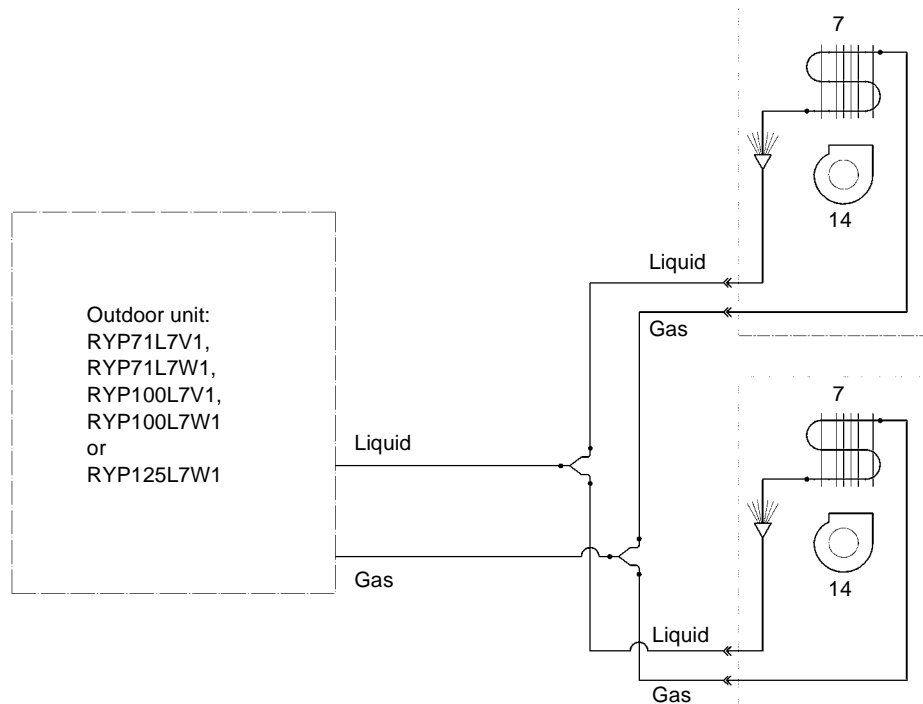 7
14
Liquid
Gas
Outdoor unit:
RYP71L7V1,
RYP71L7W1,
RYP100L7V1,
RYP100L7W1
or
RYP125L7W1
Liquid
Gas
7
14
Liquid
Gas